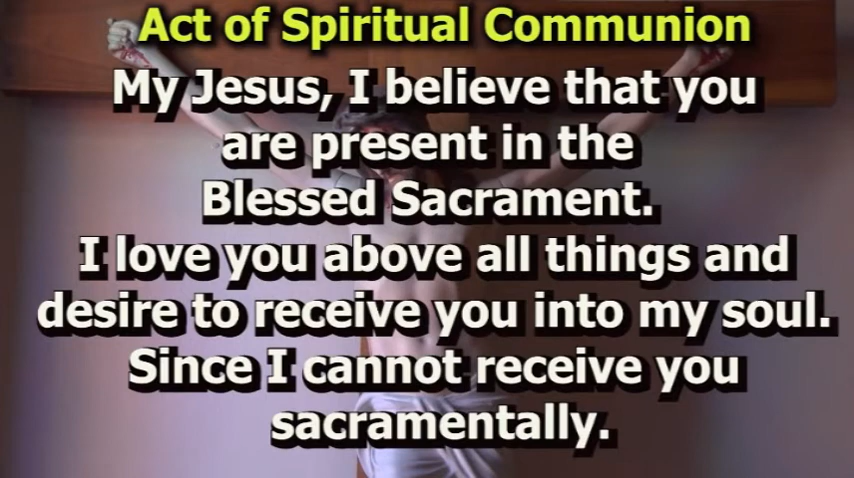 Act of Spiritual Communion
My Jesus, I believe that you
are present in the
Blessed Sacrament.
I love you above all things and
desire to receive you into my soul.
Since I cannot receive you
sacramentally.